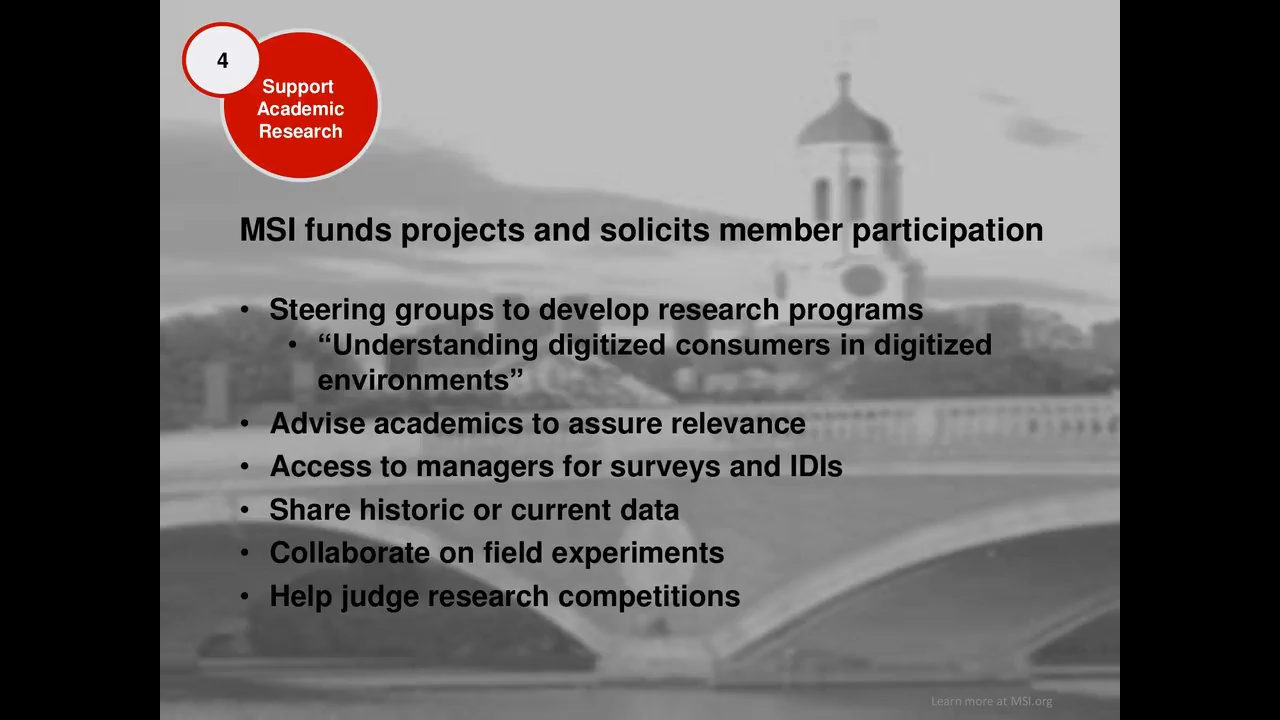 4
Support
Academic
Research
MSI funds projects and solicits member participation
• Steering groups to develop research programs
• “Understanding digitized consumers in digitized
environments”
• Advise academics to assure relevance
• Access to managers for surveys and IDIs
• Share historic or current data
• Collaborate on field experiments
• Help judge research competitions
Learn more at MSI.org